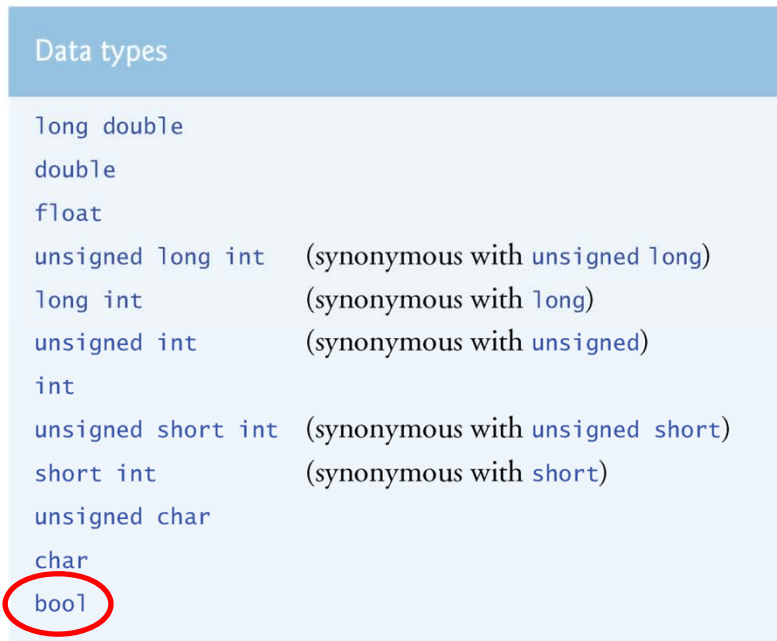 Data types
long double
double
float
unsigned long int (synonymous with unsigned long)
long int (synonymous with long)
unsigned int (synonymous with unsigned)
int
unsigned short int (synonymous with unsigned short)
short int (synonymous with short)
unsigned char
char
bool